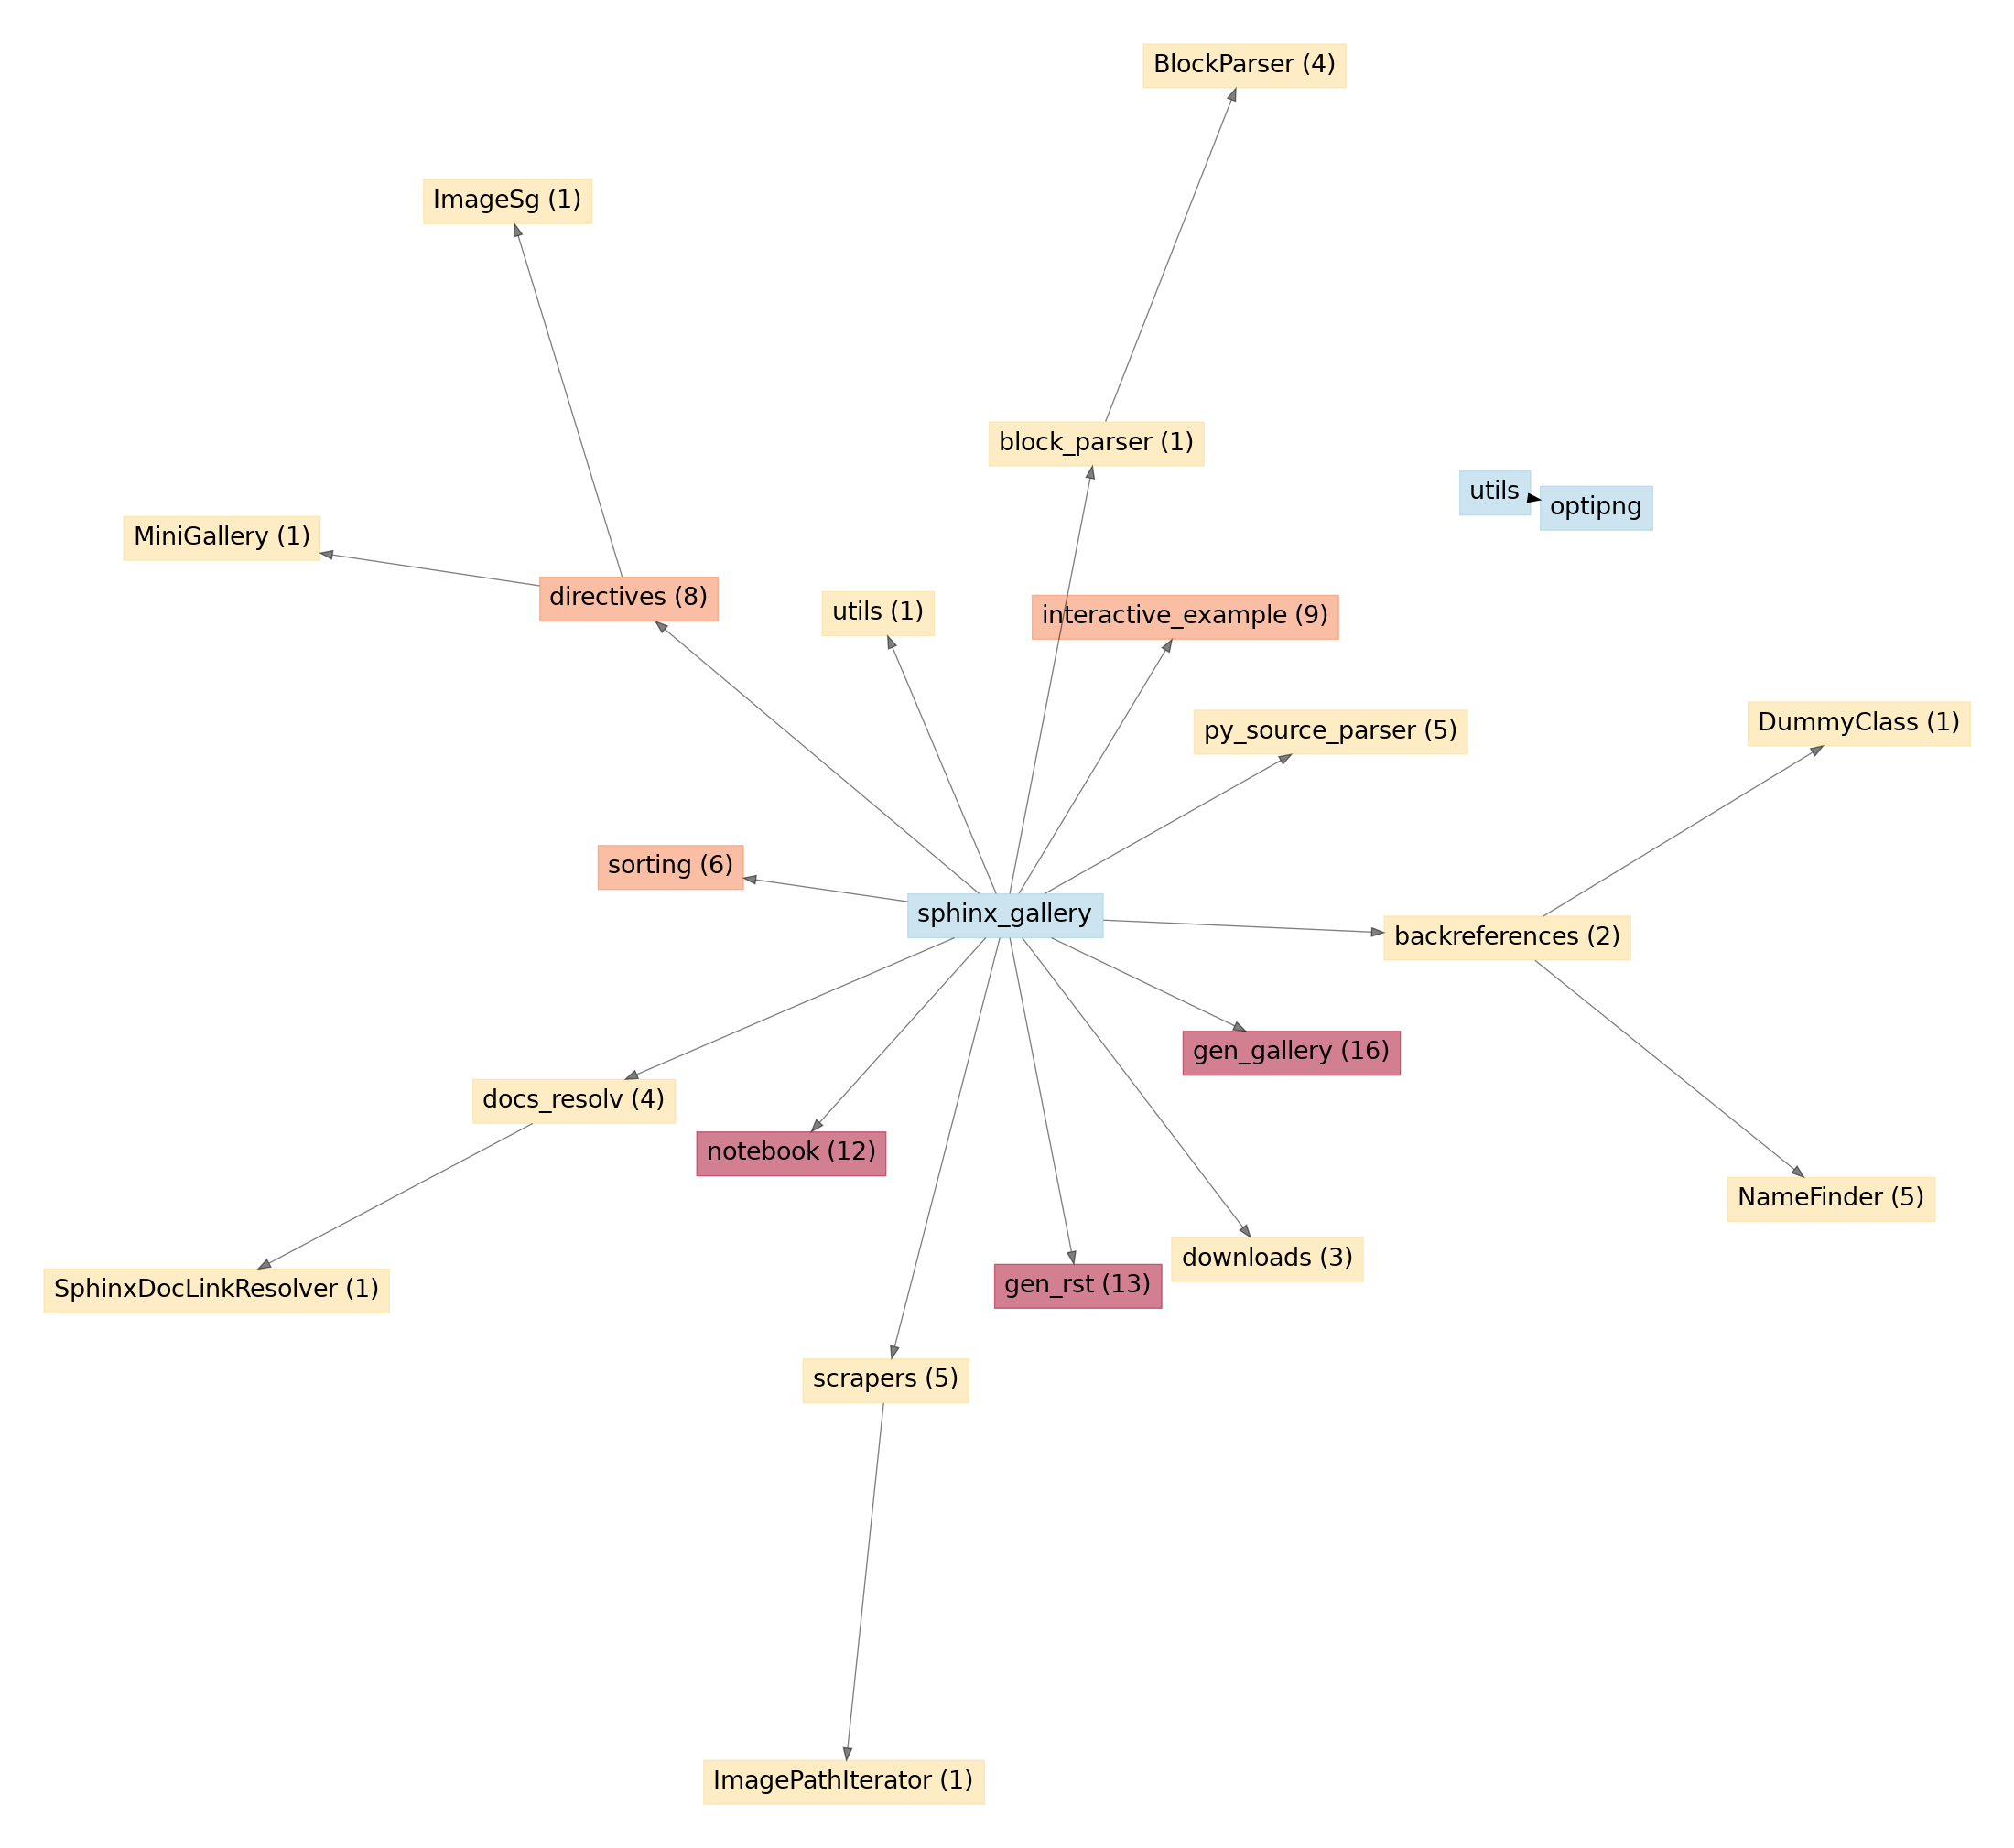 BlockParser (4)
ImageSg (1)
block_parser (1)
utils
optipng
MiniGallery (1)
directives (8)
utils (1)
interactive_example (9)
py_source_parser (5)
DummyClass (1)
sorting (6)
sphinx_gallery
backreferences (2)
gen_gallery (16)
docs_resolv (4)
notebook (12)
NameFinder (5)
downloads (3)
gen_rst (13)
SphinxDocLinkResolver (1)
scrapers (5)
ImagePathIterator (1)